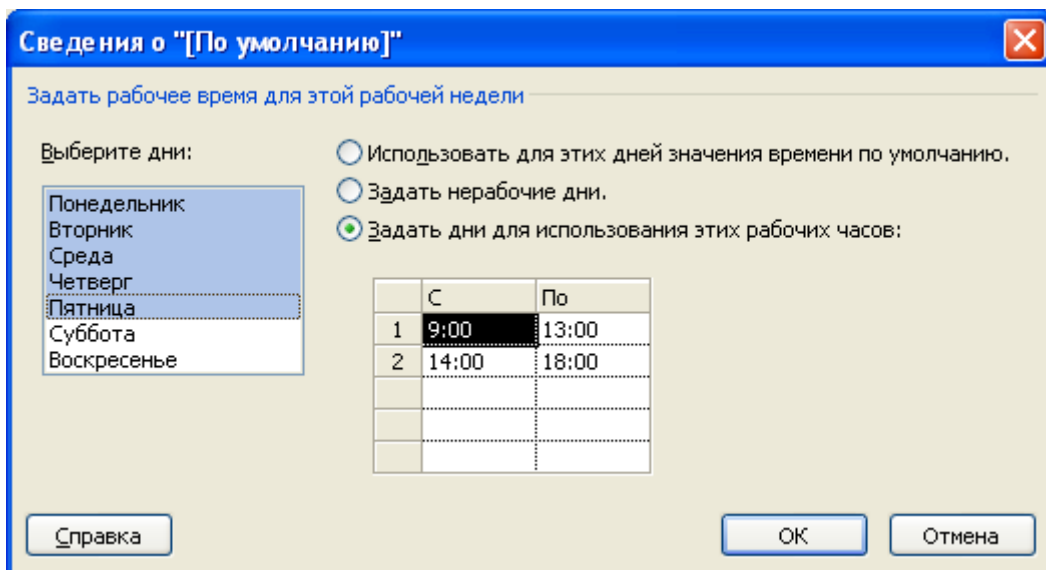 Сведения о "[По умолчанию]"
Задать рабочее время для этой рабочей недели
Выберите дни:
Понедельник
Вторник
Среда
Четверг
Пятница
Суббота
Воскресенье
Использовать для этих дней значения времени по умолчанию.
Задать нерабочие дни.
Задать дни для использования этих рабочих часов:
С По
1 9:00 13:00
2 14:00 18:00
Справка ОК Отмена